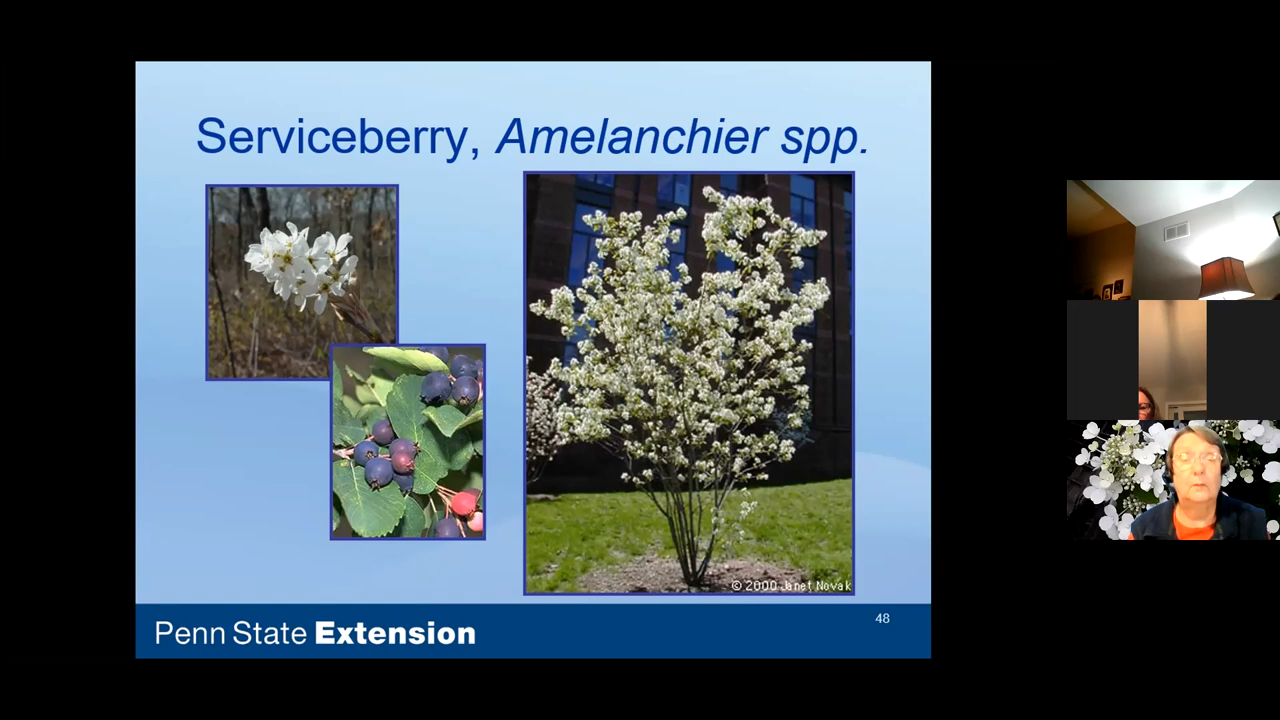 Serviceberry, Amelanchier spp.
© 2000 Janet Novak
48
Penn State Extension